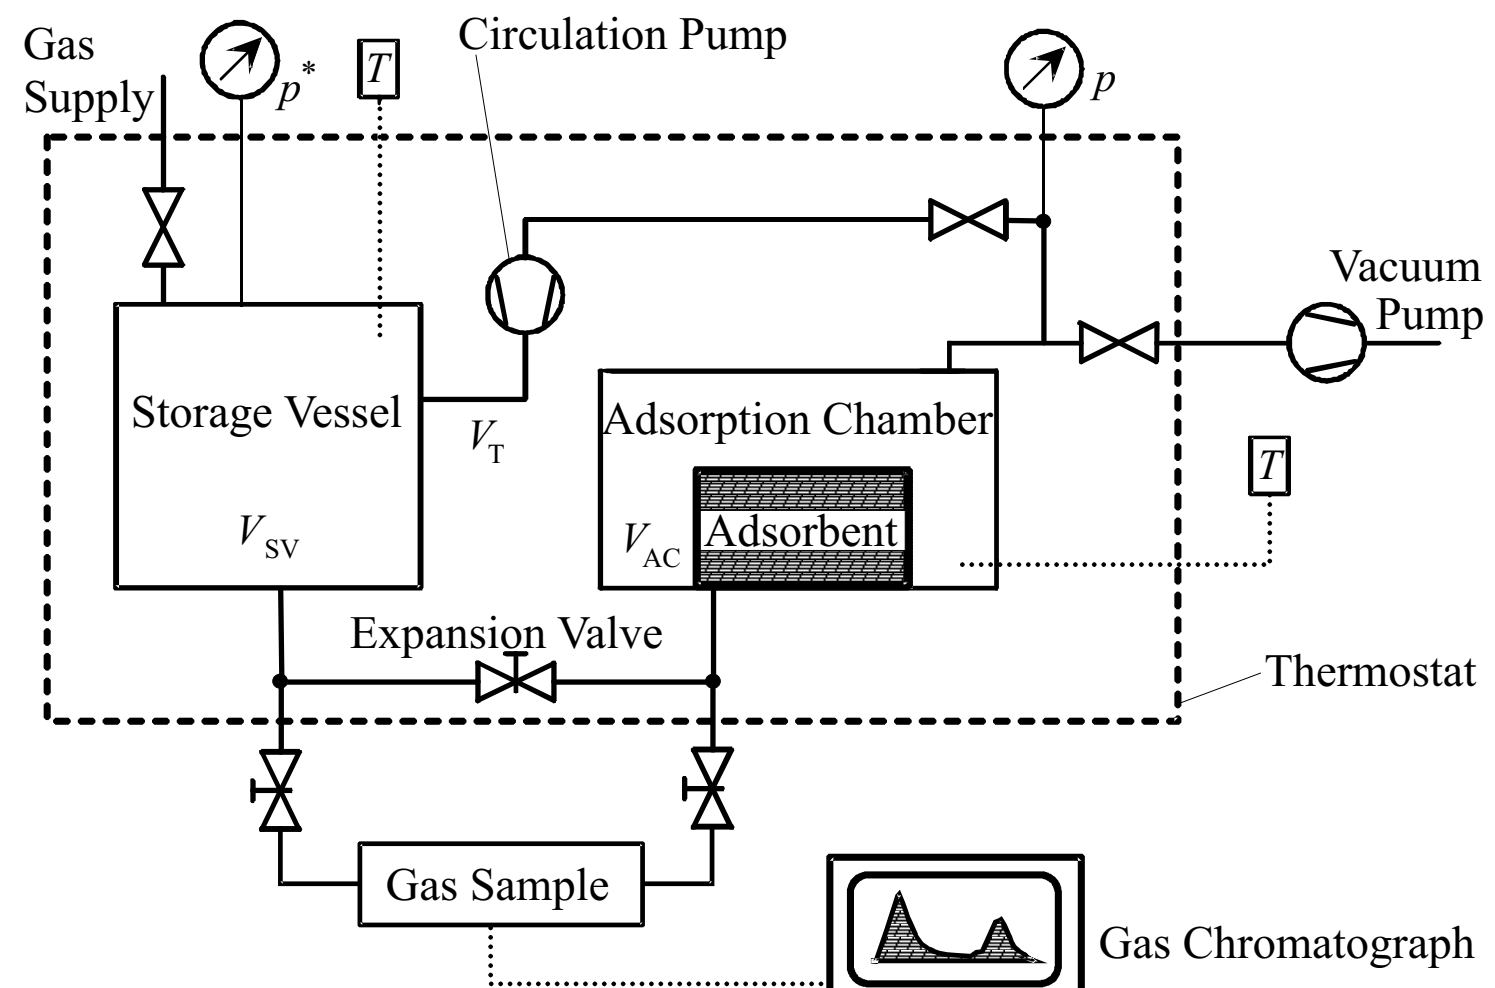 Gas
Supply
p*
T
Circulation Pump
p
Vacuum
Pump
Storage Vessel
V_T
Adsorption Chamber
T
V_SV
V_AC
Adsorbent
Expansion Valve
Thermostat
Gas Sample
Gas Chromatograph